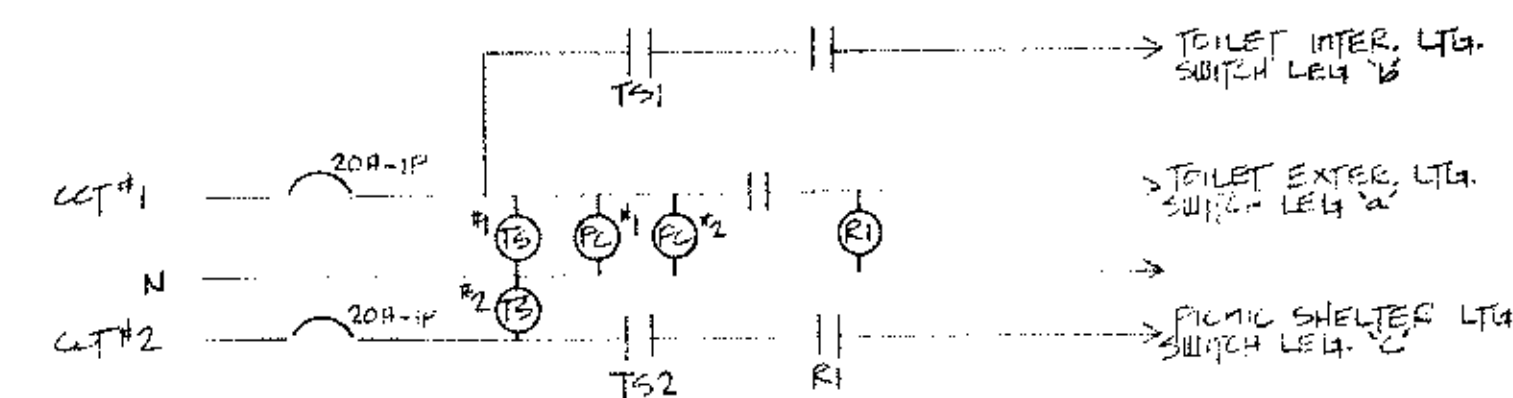 TOILET INTER. LTG.
SWITCH LEG 'b'
TS1
CCT #1
20A-1P
TOILET EXTER. LTG.
SWITCH LEG 'a'
#1 TS
PC #1
PC #2
R1
N
#2 TS
CCT #2
20A-1P
TS2
R1
PICNIC SHELTER LTG
SWITCH LEG. 'C'